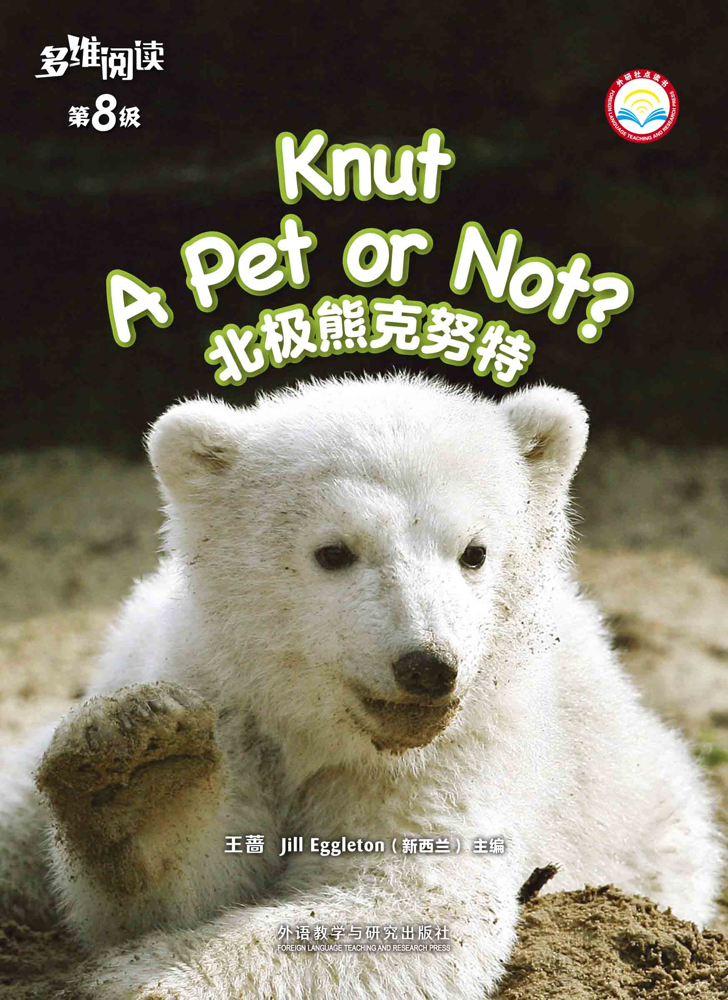 多维阅读
第8级
外研社点读书
FOREIGN LANGUAGE TEACHING AND RESEARCH PRESS
Knut
A Pet or Not?
北极熊克努特
王蔷 Jill Eggleton（新西兰）主编
外语教学与研究出版社
FOREIGN LANGUAGE TEACHING AND RESEARCH PRESS